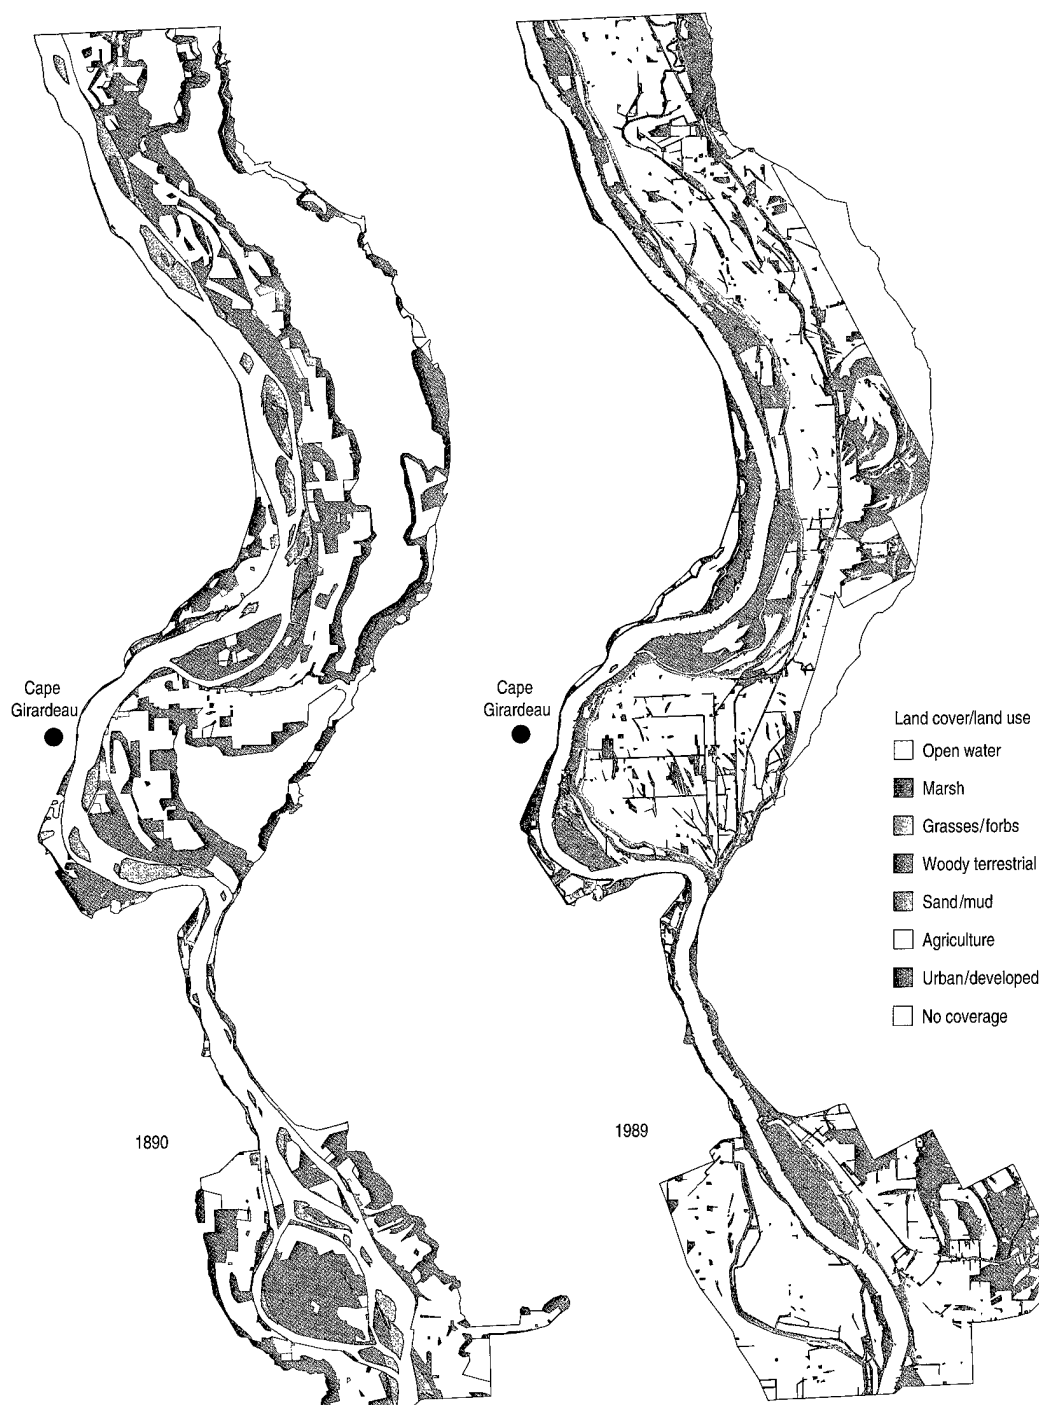 Cape
Girardeau
1890
Cape
Girardeau
1989
Land cover/land use
Open water
Marsh
Grasses/forbs
Woody terrestrial
Sand/mud
Agriculture
Urban/developed
No coverage